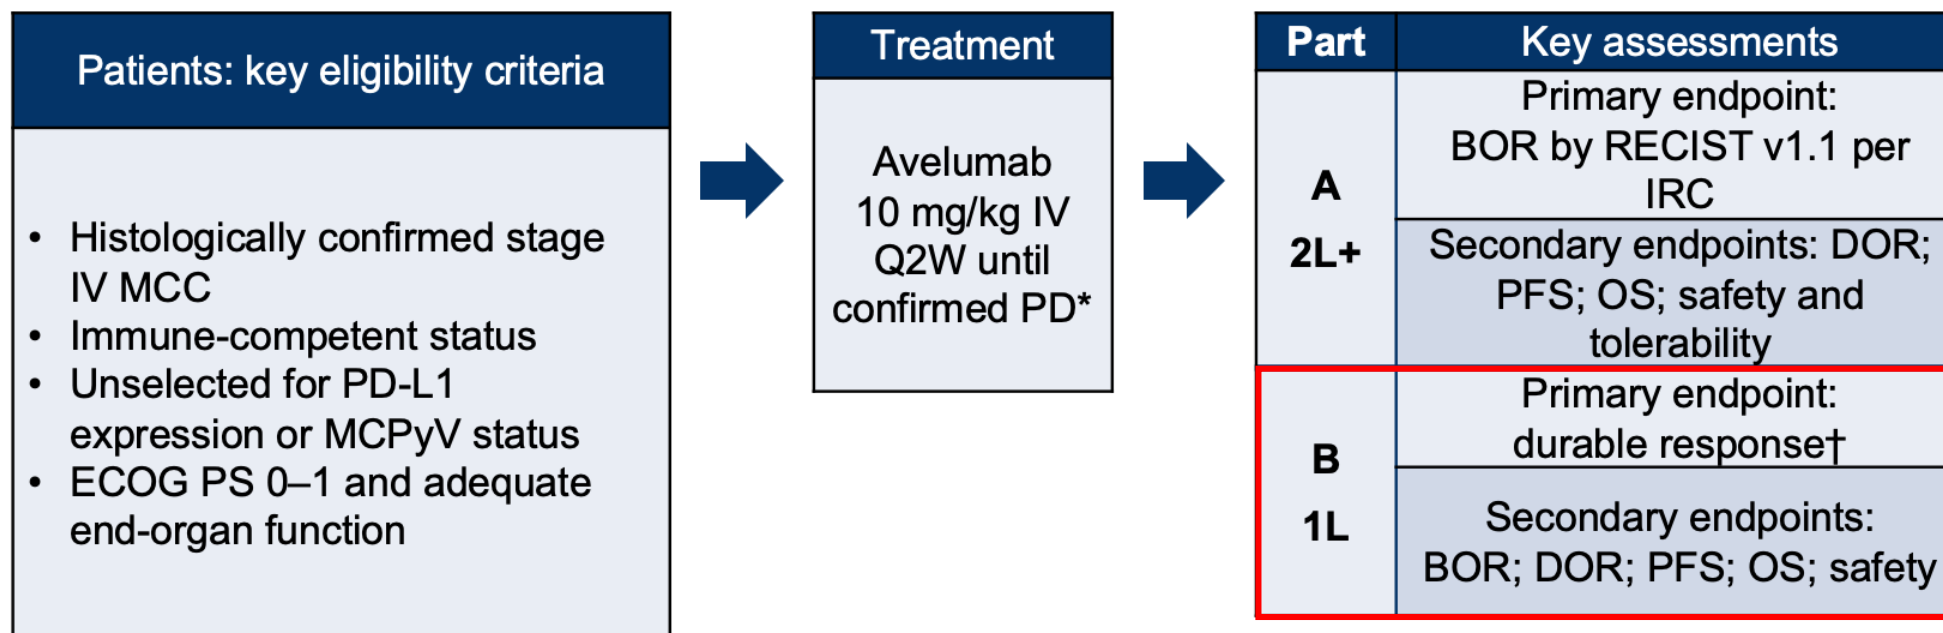 Patients: key eligibility criteria
• Histologically confirmed stage
IV MCC
• Immune-competent status
• Unselected for PD-L1
expression or MCPyV status
• ECOG PS 0–1 and adequate
end-organ function
Treatment
Avelumab
10 mg/kg IV
Q2W until
confirmed PD*
Part
Key assessments
A
2L+
Primary endpoint:
BOR by RECIST v1.1 per
IRC
Secondary endpoints: DOR;
PFS; OS; safety and
tolerability
B
1L
Primary endpoint:
durable response†
Secondary endpoints:
BOR; DOR; PFS; OS; safety